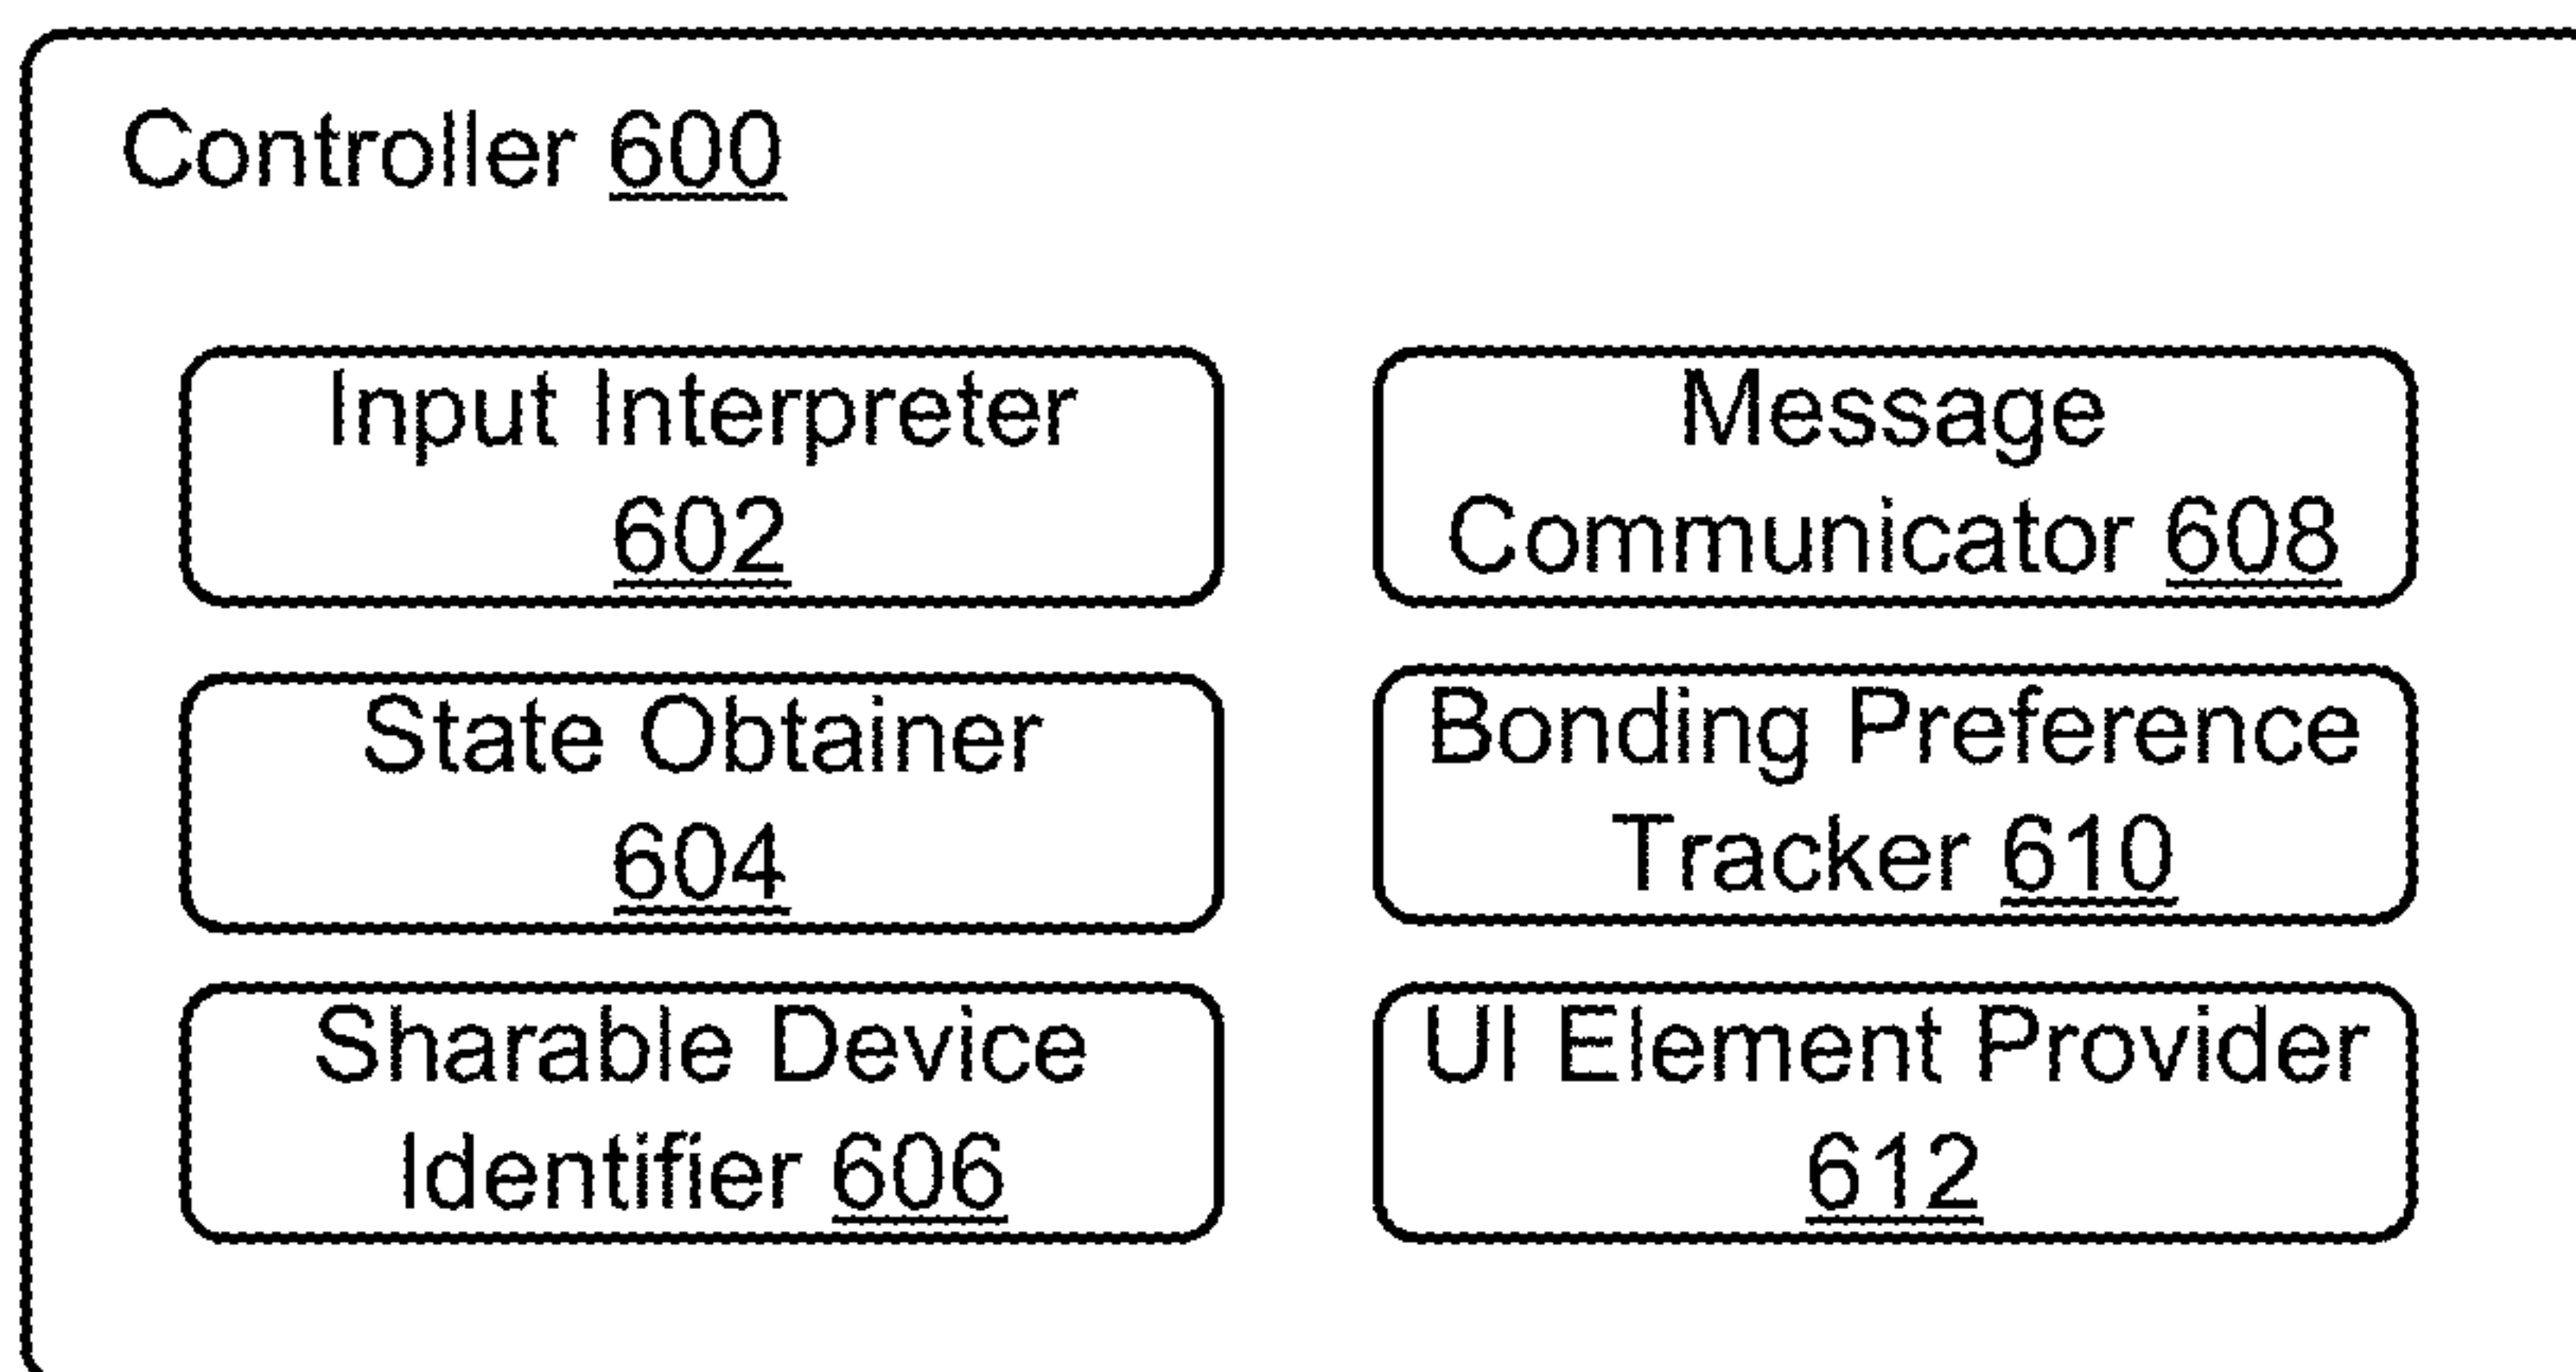 Controller 600
Input Interpreter
602
Message
Communicator 608
State Obtainer
604
Bonding Preference
Tracker 610
Sharable Device
Identifier 606
UI Element Provider
612